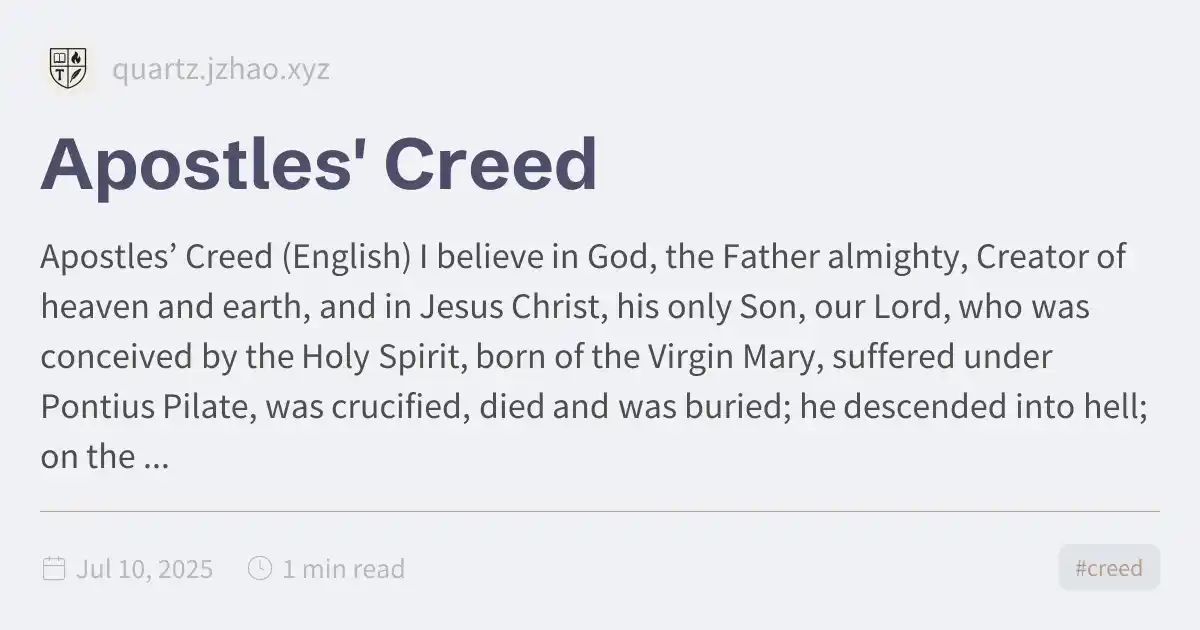 T
quartz.jzhao.xyz
Apostles' Creed
Apostles’ Creed (English) I believe in God, the Father almighty, Creator of
heaven and earth, and in Jesus Christ, his only Son, our Lord, who was
conceived by the Holy Spirit, born of the Virgin Mary, suffered under
Pontius Pilate, was crucified, died and was buried; he descended into hell;
on the ...
Jul 10, 2025
1 min read
#creed